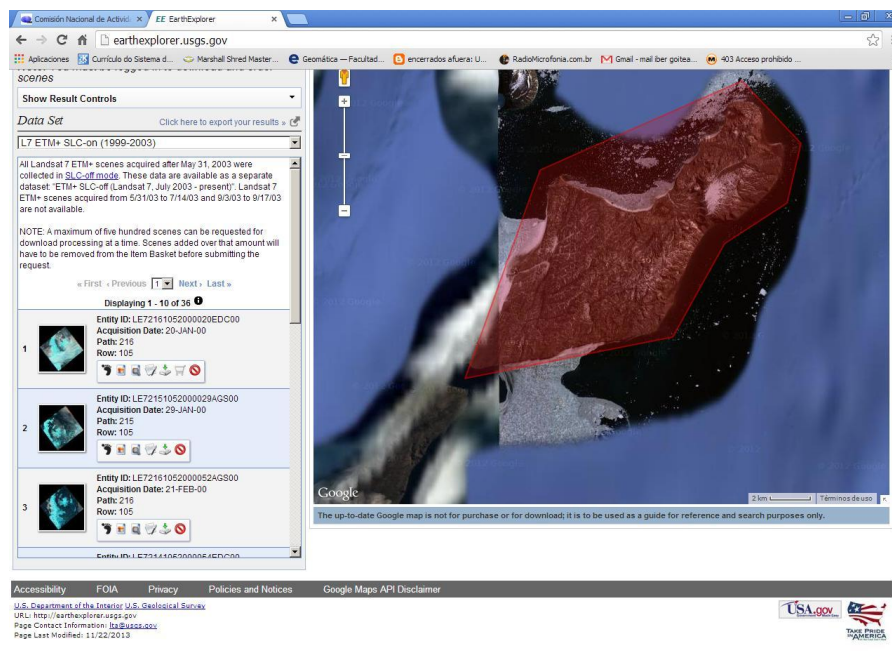 Comisión Nacional de Activid
EE EarthExplorer
earthexplorer.usgs.gov
Aplicaciones
Currículo do Sistema d...
Marshall Shred Master...
Geomática — Facultad...
encerrados afuera: U...
RadioMicrofonia.com.br
Gmail - mail iber goitea...
403 Acceso prohibido ...
scenes
Show Result Controls
Data Set
Click here to export your results »
L7 ETM+ SLC-on (1999-2003)
All Landsat 7 ETM+ scenes acquired after May 31, 2003 were
collected in SLC-off mode. These data are available as a separate
dataset: "ETM+ SLC-off (Landsat 7, July 2003 - present)". Landsat 7
ETM+ scenes acquired from 5/31/03 to 7/14/03 and 9/3/03 to 9/17/03
are not available.
NOTE: A maximum of five hundred scenes can be requested for
download processing at a time. Scenes added over that amount will
have to be removed from the Item Basket before submitting the
request.
« First ‹ Previous 1 Next › Last »
Displaying 1 - 10 of 36
1
Entity ID: LE72161052000020EDC00
Acquisition Date: 20-JAN-00
Path: 216
Row: 105
2
Entity ID: LE72151052000029AGS00
Acquisition Date: 29-JAN-00
Path: 215
Row: 105
3
Entity ID: LE72161052000052AGS00
Acquisition Date: 21-FEB-00
Path: 216
Row: 105
Google
2 km
Términos de uso
The up-to-date Google map is not for purchase or for download; it is to be used as a guide for reference and search purposes only.
Accessibility FOIA Privacy Policies and Notices Google Maps API Disclaimer
U.S. Department of the Interior U.S. Geological Survey
URL: http://earthexplorer.usgs.gov
Page Contact Information: lta@usgs.gov
Page Last Modified: 11/22/2013
USA.gov
TAKE PRIDE
IN AMERICA